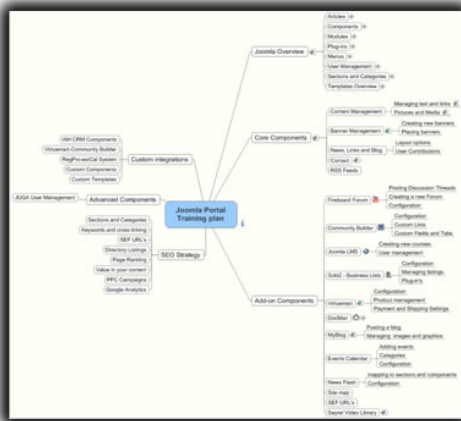 Joomla Portal
Training plan
Joomla Overview
Articles
Components
Modules
Plug-ins
Menus
User Management
Sections and Categories
Templates Overview
Core Components
Content Management
Managing text and links
Pictures and Media
Banner Management
Creating new banners
Placing banners
News, Links and Blog
Layout options
User Contributions
Contact
RSS Feeds
Add-on Components
Fireboard Forum
Posting Discussion Threads
Creating a new Forum
Configuration
Community Builder
Configuration
Custom Lists
Custom Fields and Tabs
Joomla LMS
Creating new courses
User management
Sobi2 - Business Lists
Configuration
Managing listings
Plug-in's
Virtuemart
Configuration
Product management
Payment and Shipping Settings
DocMan
MyBlog
Posting a blog
Managing images and graphics
Events Calendar
Adding events
Categories
Configuration
News Flash
mapping to sections and components
Configuration
Site map
SEF URL's
Seyret Video Library
Custom integrations
Virtuemart-Community Builder
Custom Components
Custom Templates
Advanced Components
JUGA User Management
SEO Strategy
Sections and Categories
Keywords and cross linking
SEF URL's
Directory Listings
Page Ranking
Value in your content
PPC Campaigns
Google Analytics